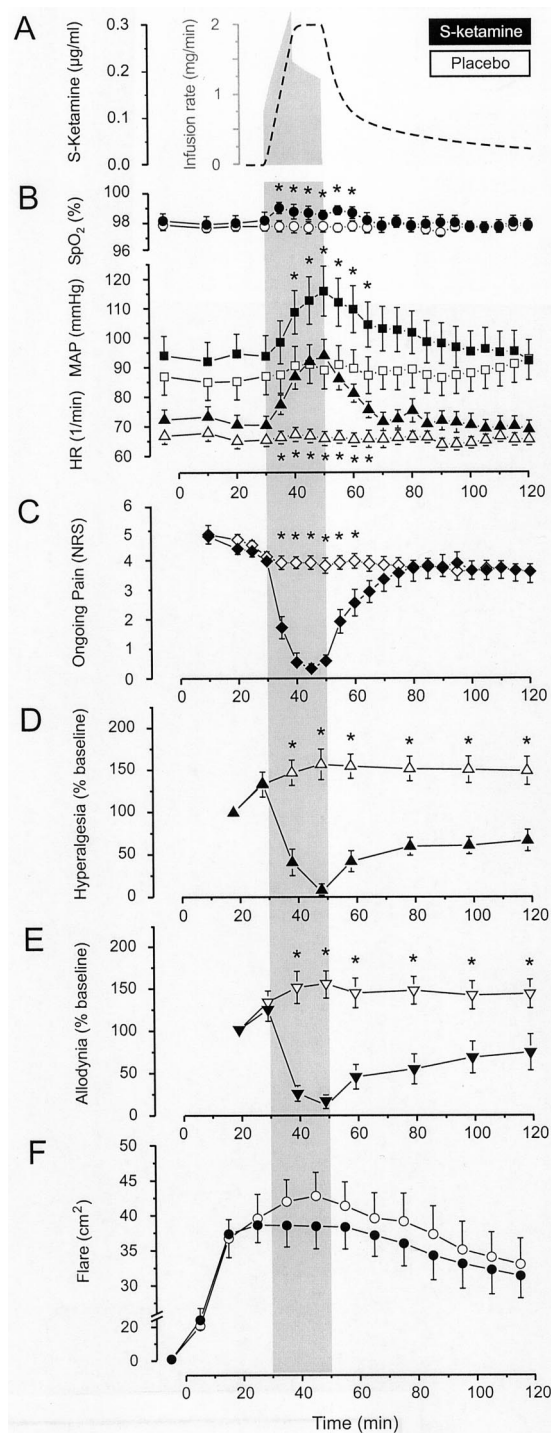 A
S-Ketamine (µg/ml)
0.3
0.2
0.1
0.0
Infusion rate (mg/min)
2
1
0
S-ketamine
Placebo
B
SpO2 (%)
100
98
96
* * * * * *
MAP (mmHg)
HR (1/min)
120
110
100
90
80
70
60
* * * * * *
* * * * * * *
0 20 40 60 80 100 120
C
Ongoing Pain (NRS)
6
5
4
3
2
1
0
* * * * * *
0 20 40 60 80 100 120
D
Hyperalgesia (% baseline)
200
150
100
50
0
* * * * * *
0 20 40 60 80 100 120
E
Allodynia (% baseline)
200
150
100
50
0
* * * * * *
0 20 40 60 80 100 120
F
Flare (cm2)
50
45
40
35
30
20
0
0 20 40 60 80 100 120
Time (min)